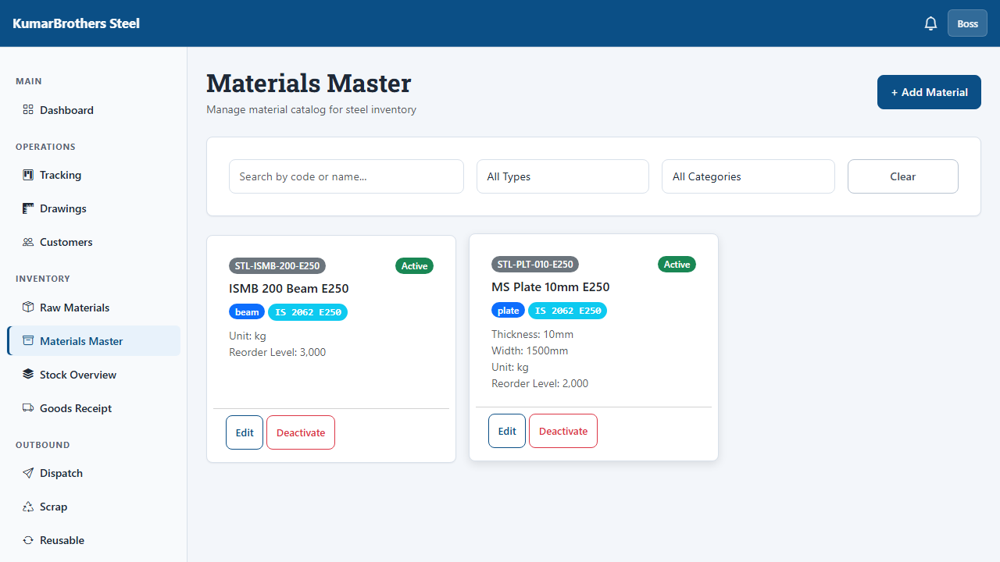 KumarBrothers Steel
Boss
MAIN
Dashboard
OPERATIONS
Tracking
Drawings
Customers
INVENTORY
Raw Materials
Materials Master
Stock Overview
Goods Receipt
OUTBOUND
Dispatch
Scrap
Reusable
Materials Master
Manage material catalog for steel inventory
+ Add Material
Search by code or name...
All Types
All Categories
Clear
STL-ISMB-200-E250
Active
ISMB 200 Beam E250
beam IS 2062 E250
Unit: kg
Reorder Level: 3,000
Edit
Deactivate
STL-PLT-010-E250
Active
MS Plate 10mm E250
plate IS 2062 E250
Thickness: 10mm
Width: 1500mm
Unit: kg
Reorder Level: 2,000
Edit
Deactivate